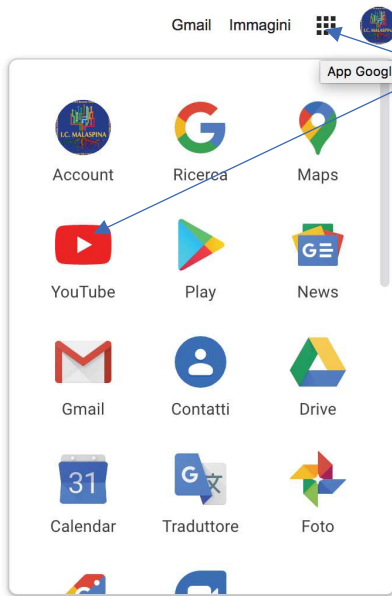 Gmail Immagini
App Googl
I.C. MALASPINA
Account Ricerca Maps
YouTube Play News
Gmail Contatti Drive
31
Calendar Traduttore Foto